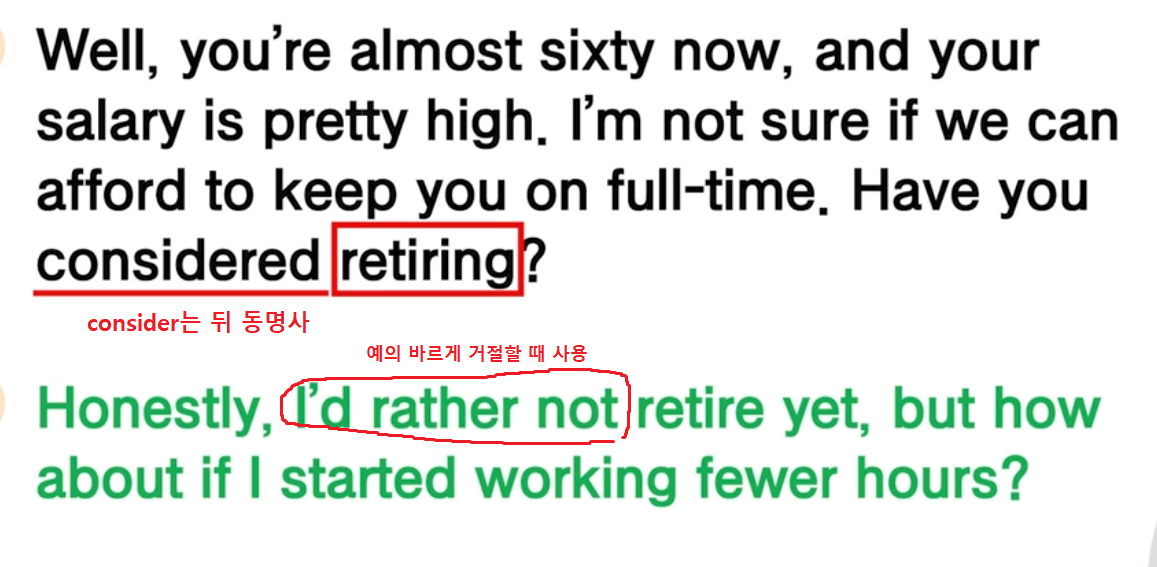 Well, you're almost sixty now, and your
salary is pretty high. I'm not sure if we can
afford to keep you on full-time. Have you
considered retiring?
consider는 뒤 동명사
예의 바르게 거절할 때 사용
Honestly, I'd rather not retire yet, but how
about if I started working fewer hours?